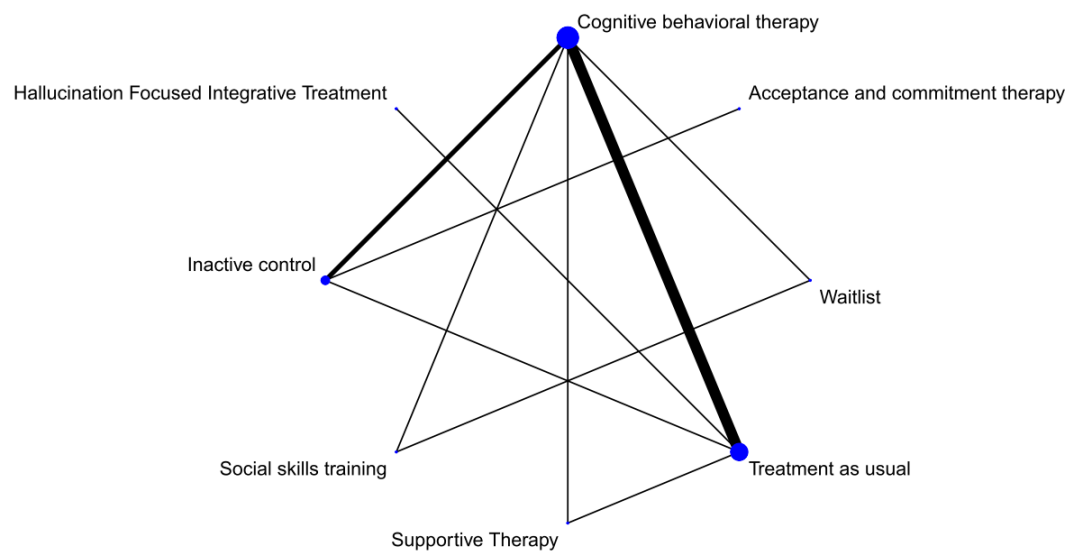 Cognitive behavioral therapy
Hallucination Focused Integrative Treatment
Acceptance and commitment therapy
Inactive control
Waitlist
Social skills training
Treatment as usual
Supportive Therapy